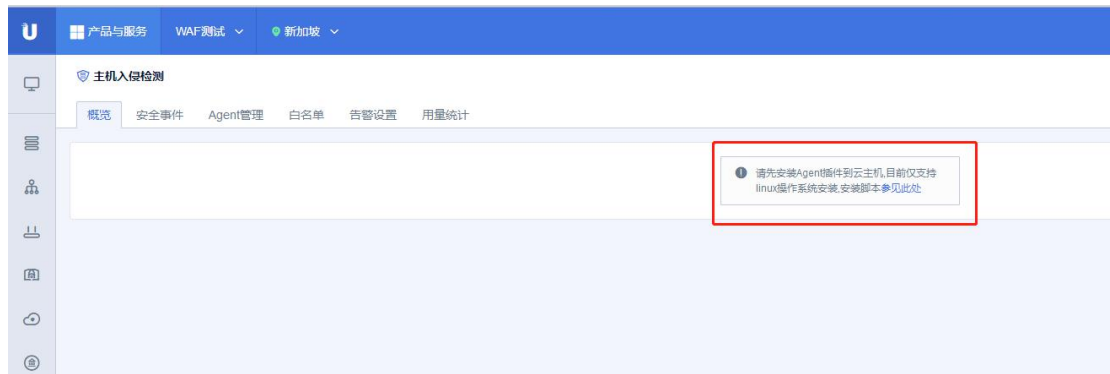 U 产品与服务 WAF测试 新加坡
主机入侵检测
概览 安全事件 Agent管理 白名单 告警设置 用量统计
请先安装Agent插件到云主机,目前仅支持
linux操作系统安装,安装脚本参见此处